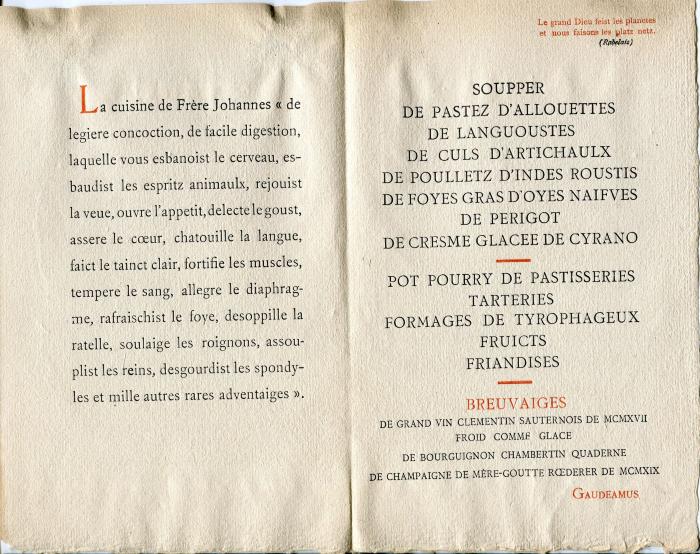 La cuisine de Frère Johannes « de
legiere concoction, de facile digestion,
laquelle vous esbanoist le cerveau, es-
baudist les espritz animaulx, rejouist
la veue, ouvre l'appetit, delecte le goust,
assere le cœur, chatouille la langue,
faict le tainct clair, fortifie les muscles,
tempere le sang, allegre le diaphrag-
me, rafraischist le foye, desoppille la
ratelle, soulaige les roignons, assou-
plist les reins, desgourdist les spondy-
les et mille autres rares adventaiges ».
Le grand Dieu feist les planetes
et nous faisons les platz netz.
(Rabelais)
SOUPPER
DE PASTEZ D'ALLOUETTES
DE LANGUOUSTES
DE CULS D'ARTICHAULX
DE POULLETZ D'INDES ROUSTIS
DE FOYES GRAS D'OYES NAIFVES
DE PERIGOT
DE CRESME GLACEE DE CYRANO
POT POURRY DE PASTISSERIES
TARTERIES
FORMAGES DE TYROPHAGEUX
FRUICTS
FRIANDISES
BREUVAIGES
DE GRAND VIN CLEMENTIN SAUTERNOIS DE MCMXVII
FROID COMME GLACE
DE BOURGUIGNON CHAMBERTIN QUADERNE
DE CHAMPAIGNE DE MÈRE-GOUTTE RŒDERER DE MCMXIX
GAUDEAMUS